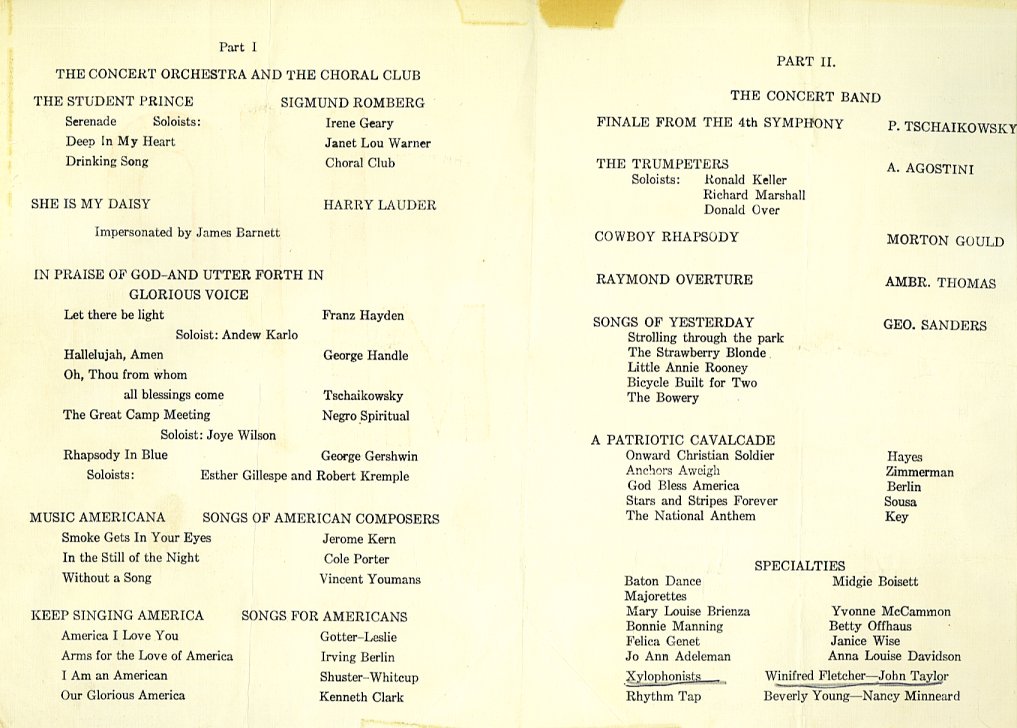 Part I
THE CONCERT ORCHESTRA AND THE CHORAL CLUB
THE STUDENT PRINCE SIGMUND ROMBERG
Serenade Soloists: Irene Geary
Deep In My Heart Janet Lou Warner
Drinking Song Choral Club
SHE IS MY DAISY HARRY LAUDER
Impersonated by James Barnett
IN PRAISE OF GOD-AND UTTER FORTH IN
GLORIOUS VOICE
Let there be light Franz Hayden
Soloist: Andew Karlo
Hallelujah, Amen George Handle
Oh, Thou from whom
all blessings come Tschaikowsky
The Great Camp Meeting Negro Spiritual
Soloist: Joye Wilson
Rhapsody In Blue George Gershwin
Soloists: Esther Gillespe and Robert Kremple
MUSIC AMERICANA SONGS OF AMERICAN COMPOSERS
Smoke Gets In Your Eyes Jerome Kern
In the Still of the Night Cole Porter
Without a Song Vincent Youmans
KEEP SINGING AMERICA SONGS FOR AMERICANS
America I Love You Gotter-Leslie
Arms for the Love of America Irving Berlin
I Am an American Shuster-Whitcup
Our Glorious America Kenneth Clark
PART II.
THE CONCERT BAND
FINALE FROM THE 4th SYMPHONY P. TSCHAIKOWSKY
THE TRUMPETERS A. AGOSTINI
Soloists: Ronald Keller
Richard Marshall
Donald Over
COWBOY RHAPSODY MORTON GOULD
RAYMOND OVERTURE AMBR. THOMAS
SONGS OF YESTERDAY GEO. SANDERS
Strolling through the park
The Strawberry Blonde
Little Annie Rooney
Bicycle Built for Two
The Bowery
A PATRIOTIC CAVALCADE
Onward Christian Soldier Hayes
Anchors Aweigh Zimmerman
God Bless America Berlin
Stars and Stripes Forever Sousa
The National Anthem Key
SPECIALTIES
Baton Dance Midgie Boisett
Majorettes
Mary Louise Brienza Yvonne McCammon
Bonnie Manning Betty Offhaus
Felica Genet Janice Wise
Jo Ann Adeleman Anna Louise Davidson
Xylophonists Winifred Fletcher—John Taylor
Rhythm Tap Beverly Young—Nancy Minneard